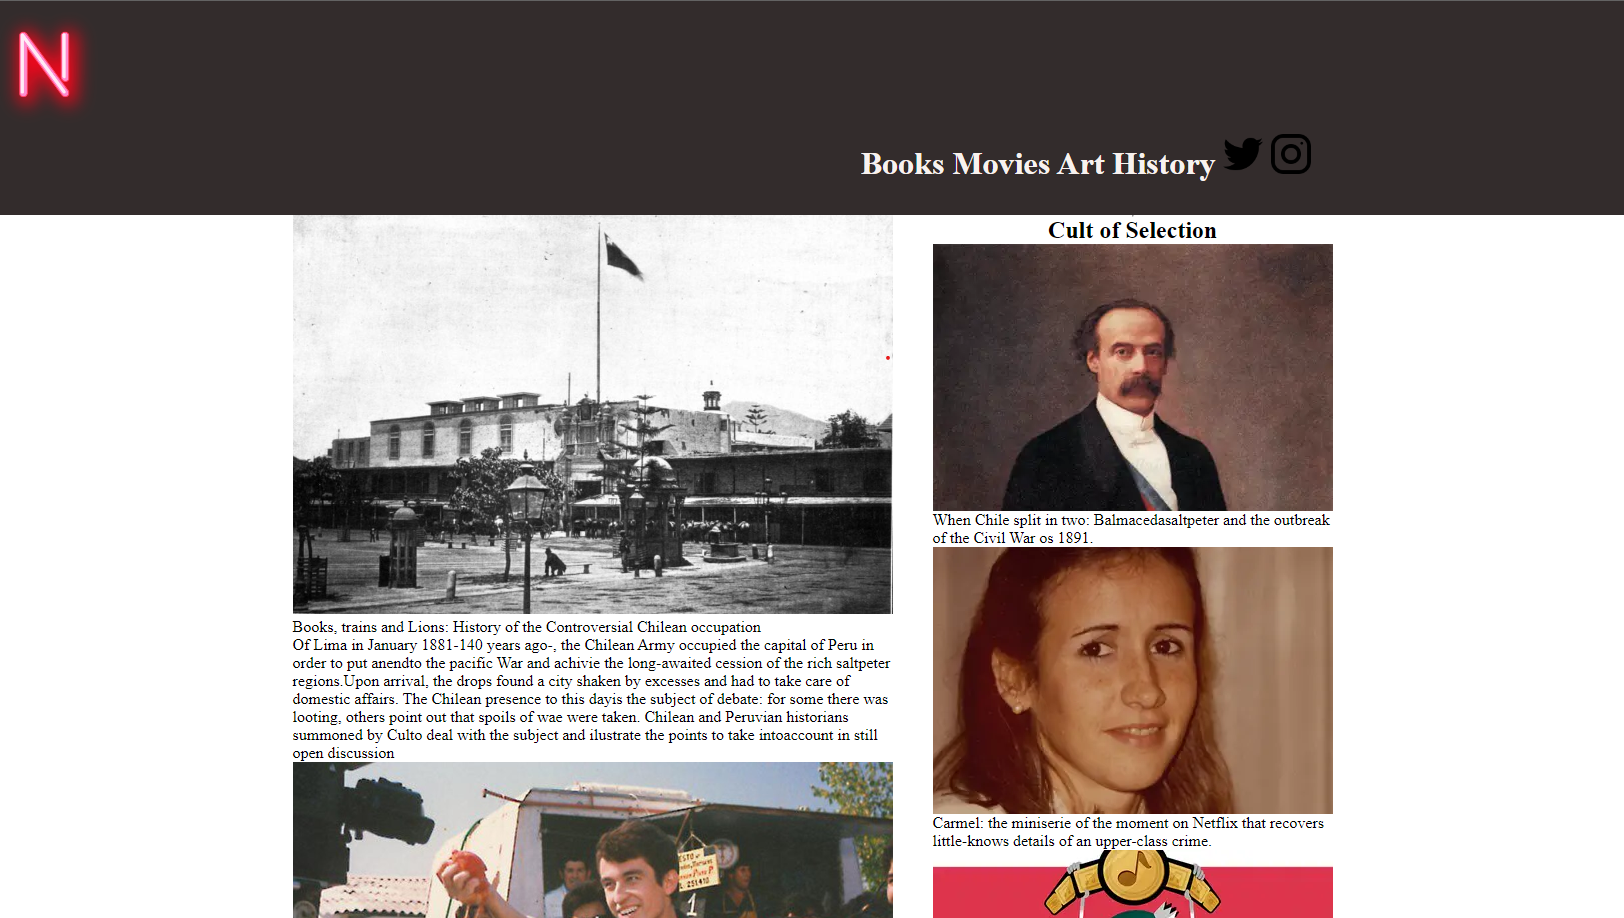 N
Books Movies Art History
Books, trains and Lions: History of the Controversial Chilean occupation
Of Lima in January 1881-140 years ago-, the Chilean Army occupied the capital of Peru in
order to put anendto the pacific War and achivie the long-awaited cession of the rich saltpeter
regions.Upon arrival, the drops found a city shaken by excesses and had to take care of
domestic affairs. The Chilean presence to this dayis the subject of debate: for some there was
looting, others point out that spoils of wae were taken. Chilean and Peruvian historians
summoned by Culto deal with the subject and ilustrate the points to take intoaccount in still
open discussion
1
Cult of Selection
When Chile split in two: Balmacedasaltpeter and the outbreak
of the Civil War os 1891.
Carmel: the miniserie of the moment on Netflix that recovers
little-knows details of an upper-class crime.